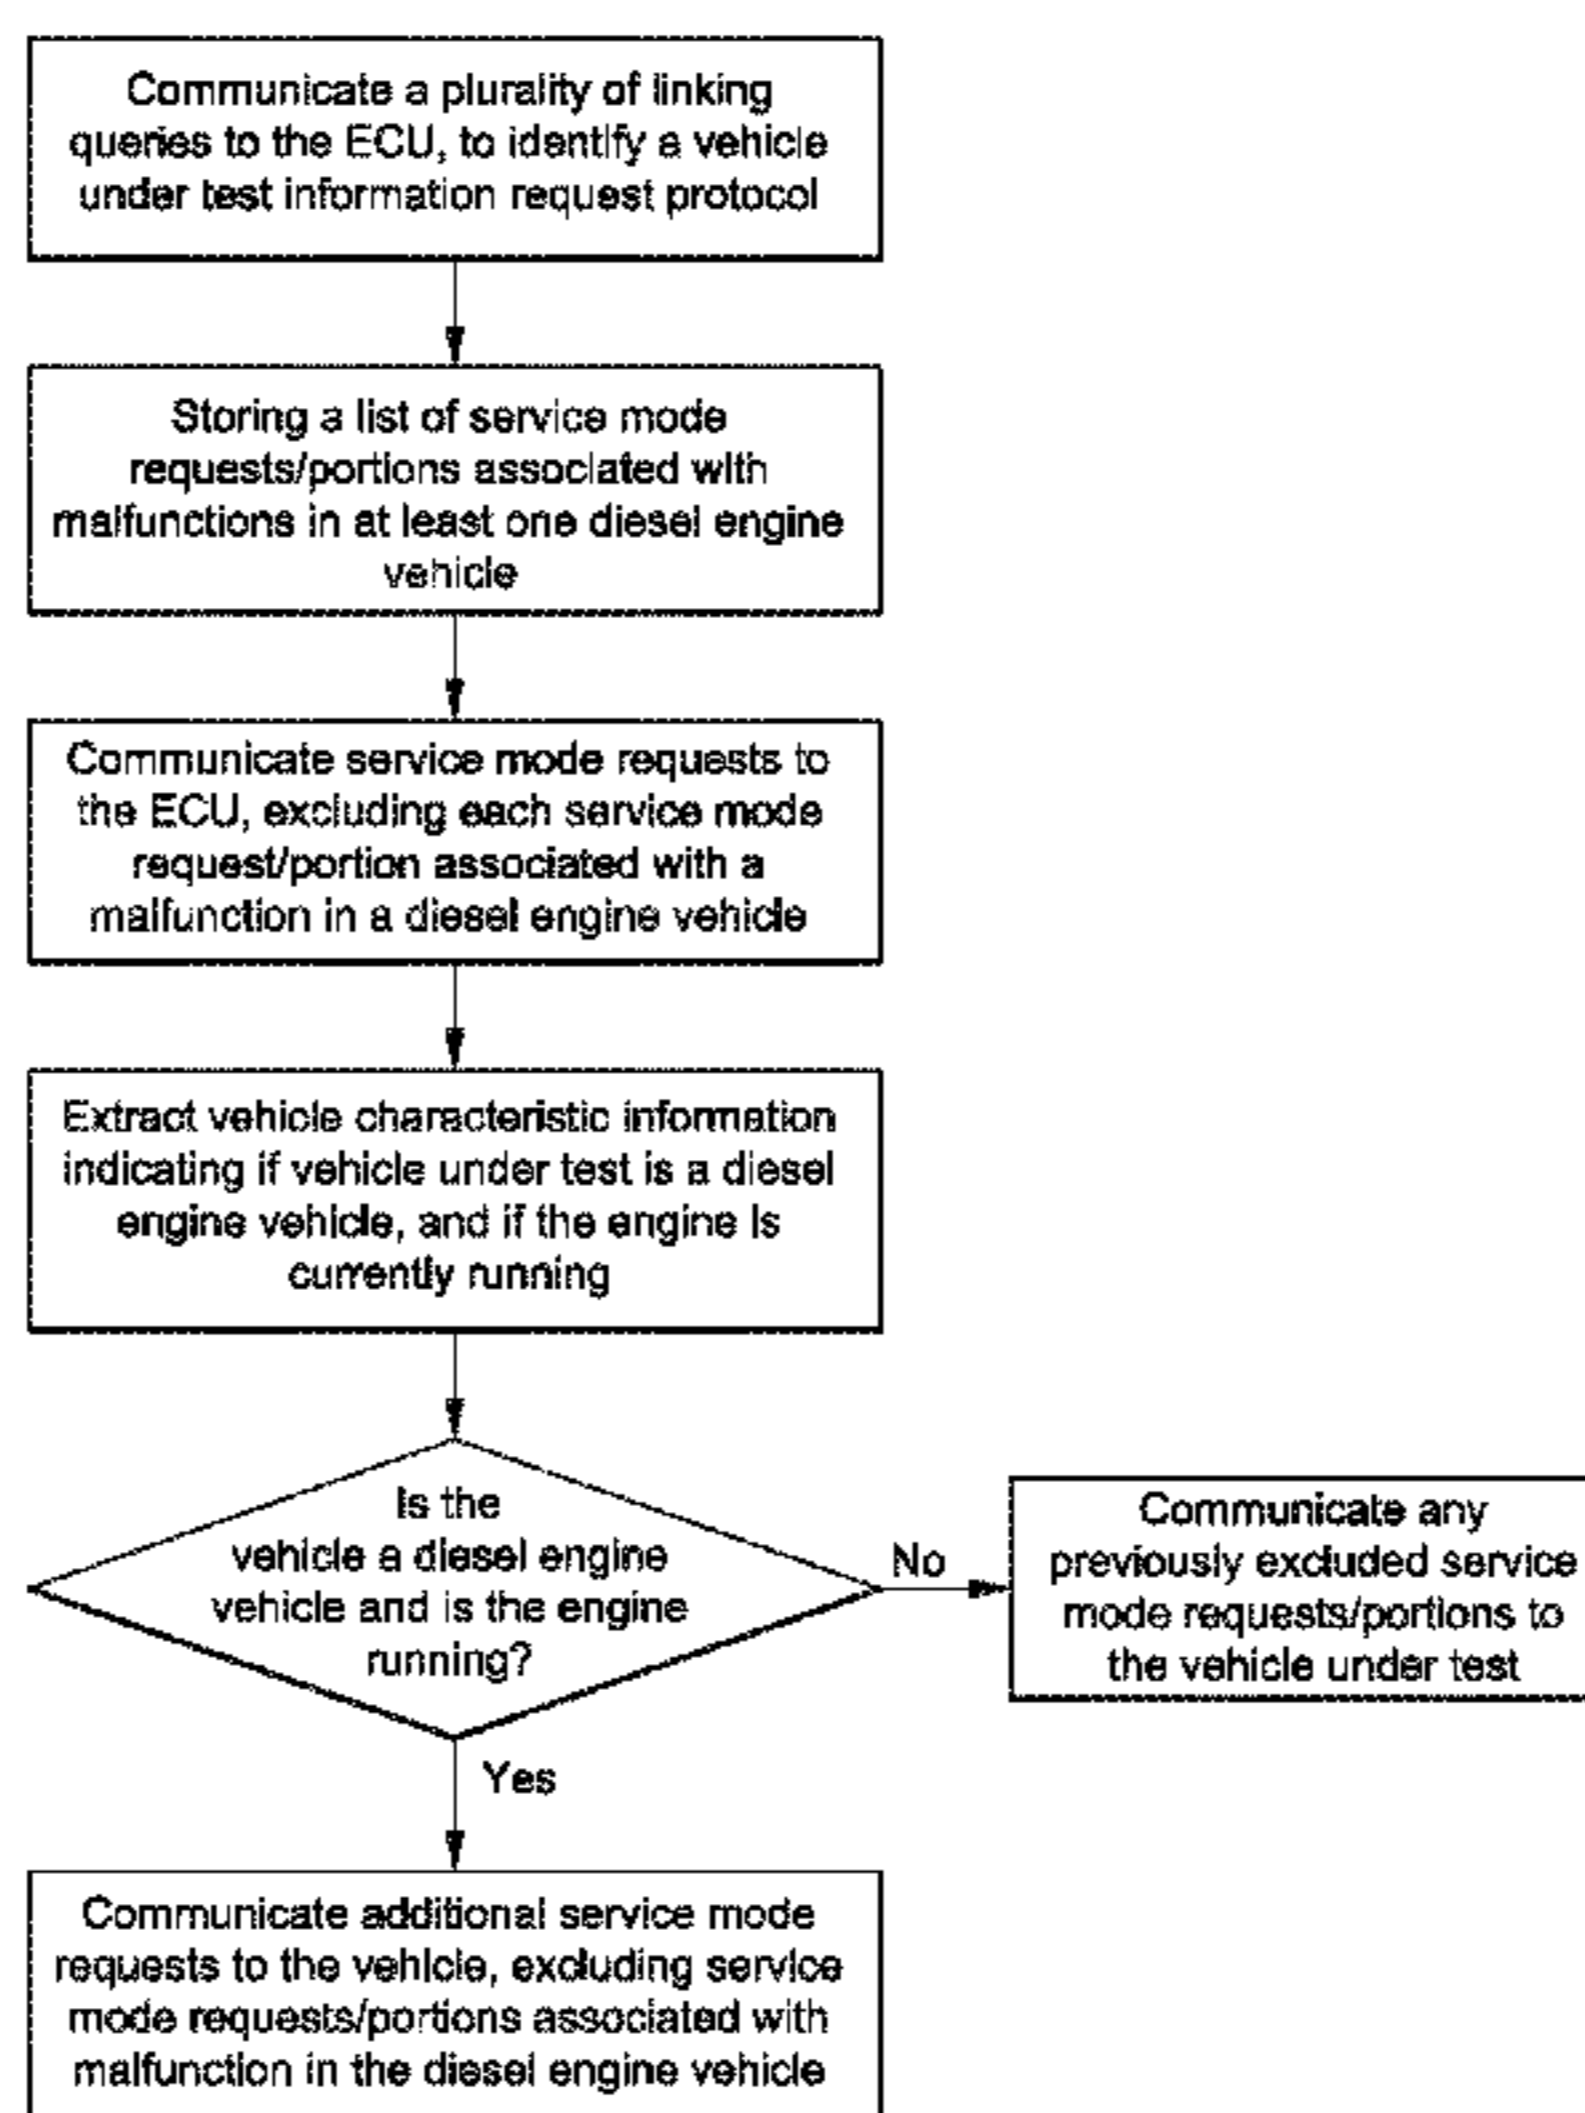 Communicate a plurality of linking
queries to the ECU, to identify a vehicle
under test information request protocol
Storing a list of service mode
requests/portions associated with
malfunctions in at least one diesel engine
vehicle
Communicate service mode requests to
the ECU, excluding each service mode
request/portion associated with a
malfunction in a diesel engine vehicle
Extract vehicle characteristic information
indicating if vehicle under test is a diesel
engine vehicle, and if the engine is
currently running
Is the
vehicle a diesel engine
vehicle and is the engine
running?
No
Communicate any
previously excluded service
mode requests/portions to
the vehicle under test
Yes
Communicate additional service mode
requests to the vehicle, excluding service
mode requests/portions associated with
malfunction in the diesel engine vehicle